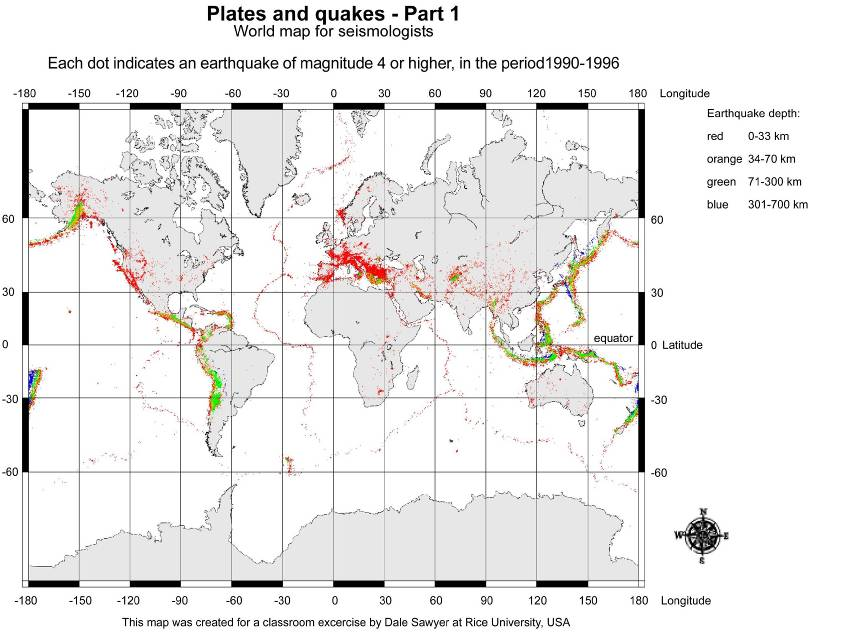 Plates and quakes - Part 1
World map for seismologists
Each dot indicates an earthquake of magnitude 4 or higher, in the period1990-1996
-180 -150 -120 -90 -60 -30 0 30 60 90 120 150 180 Longitude
Earthquake depth:
red 0-33 km
orange 34-70 km
green 71-300 km
blue 301-700 km
60 60
30 30
equator
0 0 Latitude
-30 -30
-60 -60
N
W E
S
-180 -150 -120 -90 -60 -30 0 30 60 90 120 150 180 Longitude
This map was created for a classroom excercise by Dale Sawyer at Rice University, USA